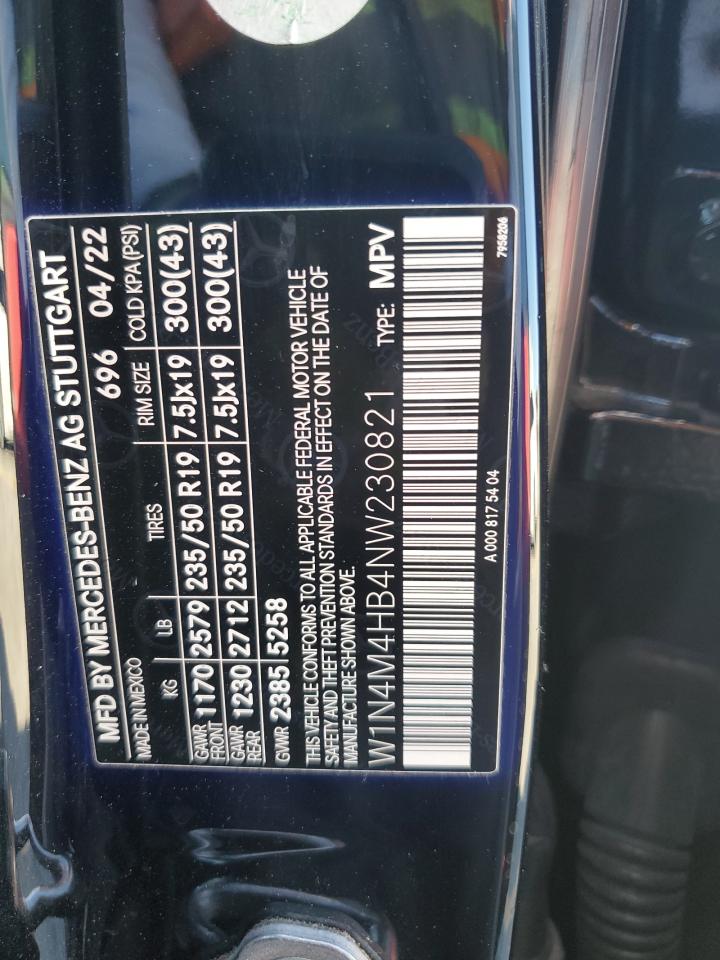 MFD BY MERCEDES-BENZ AG STUTTGART
696 04/22
MADE IN MEXICO
KG LB TIRES RIM SIZE COLD KPA (PSI)
GAWR FRONT 1170 2579 235/50 R19 7.5Jx19 300(43)
GAWR REAR 1230 2712 235/50 R19 7.5Jx19 300(43)
GVWR 2385 5258
THIS VEHICLE CONFORMS TO ALL APPLICABLE FEDERAL MOTOR VEHICLE
SAFETY AND THEFT PREVENTION STANDARDS IN EFFECT ON THE DATE OF
MANUFACTURE SHOWN ABOVE.
W1N4M4HB4NW230821 TYPE: MPV
A 000 817 54 04
7958206